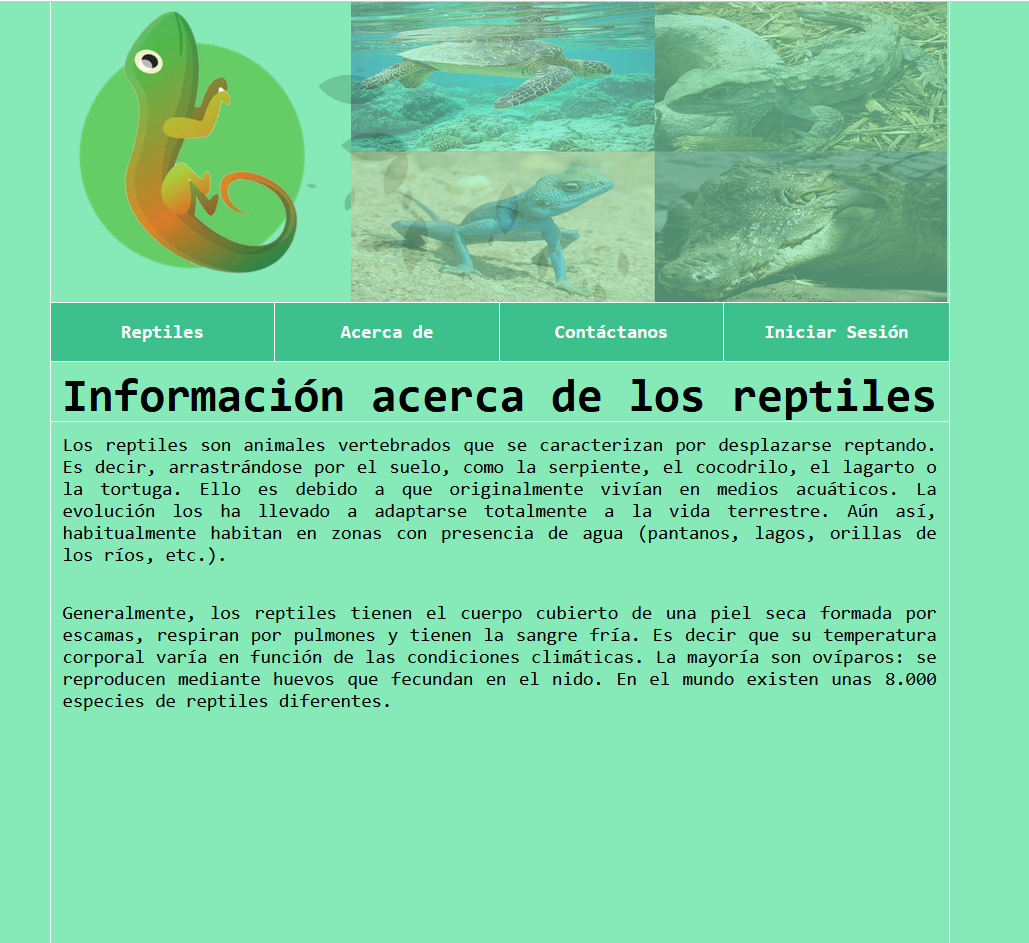 Reptiles
Acerca de
Contáctanos
Iniciar Sesión
Información acerca de los reptiles
Los reptiles son animales vertebrados que se caracterizan por desplazarse reptando.
Es decir, arrastrándose por el suelo, como la serpiente, el cocodrilo, el lagarto o
la tortuga. Ello es debido a que originalmente vivían en medios acuáticos. La
evolución los ha llevado a adaptarse totalmente a la vida terrestre. Aún así,
habitualmente habitan en zonas con presencia de agua (pantanos, lagos, orillas de
los ríos, etc.).
Generalmente, los reptiles tienen el cuerpo cubierto de una piel seca formada por
escamas, respiran por pulmones y tienen la sangre fría. Es decir que su temperatura
corporal varía en función de las condiciones climáticas. La mayoría son ovíparos: se
reproducen mediante huevos que fecundan en el nido. En el mundo existen unas 8.000
especies de reptiles diferentes.